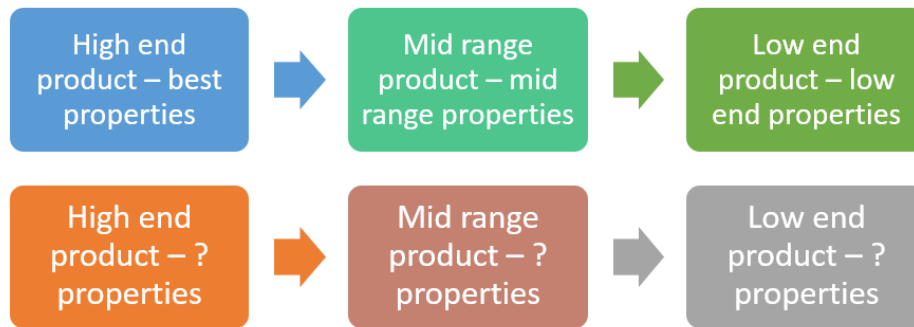 High end
product – best
properties
Mid range
product – mid
range properties
Low end
product – low
end properties
High end
product – ?
properties
Mid range
product – ?
properties
Low end
product – ?
properties